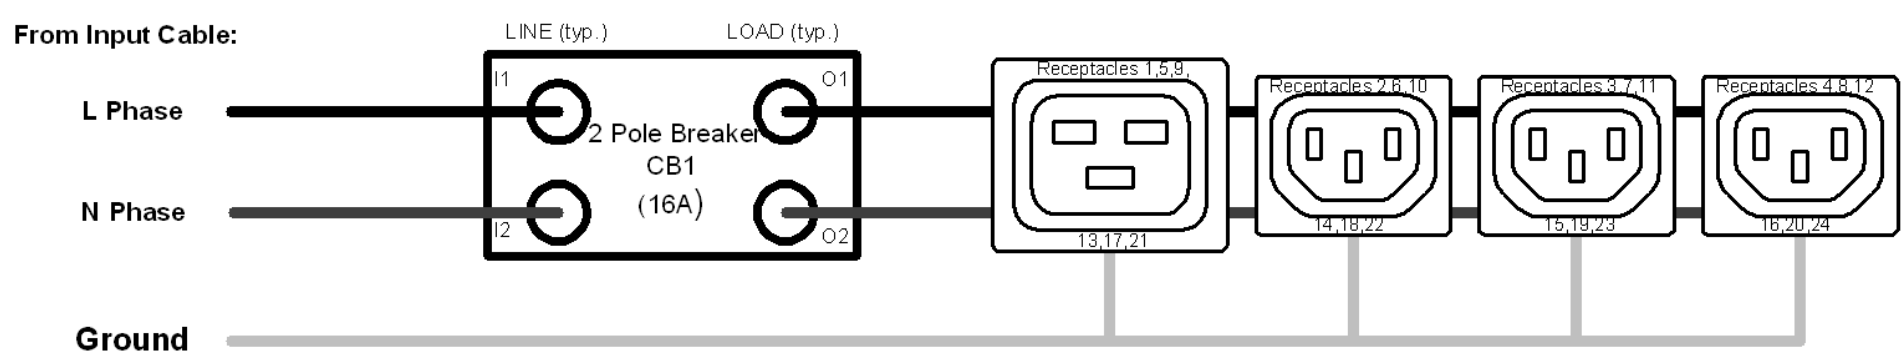 From Input Cable:
LINE (typ.)
LOAD (typ.)
I1
O1
L Phase
2 Pole Breaker
CB1
(16A)
N Phase
I2
O2
Receptacles 1,5,9,
13,17,21
Receptacles 2,6,10
14,18,22
Receptacles 3,7,11
15,19,23
Receptacles 4,8,12
16,20,24
Ground